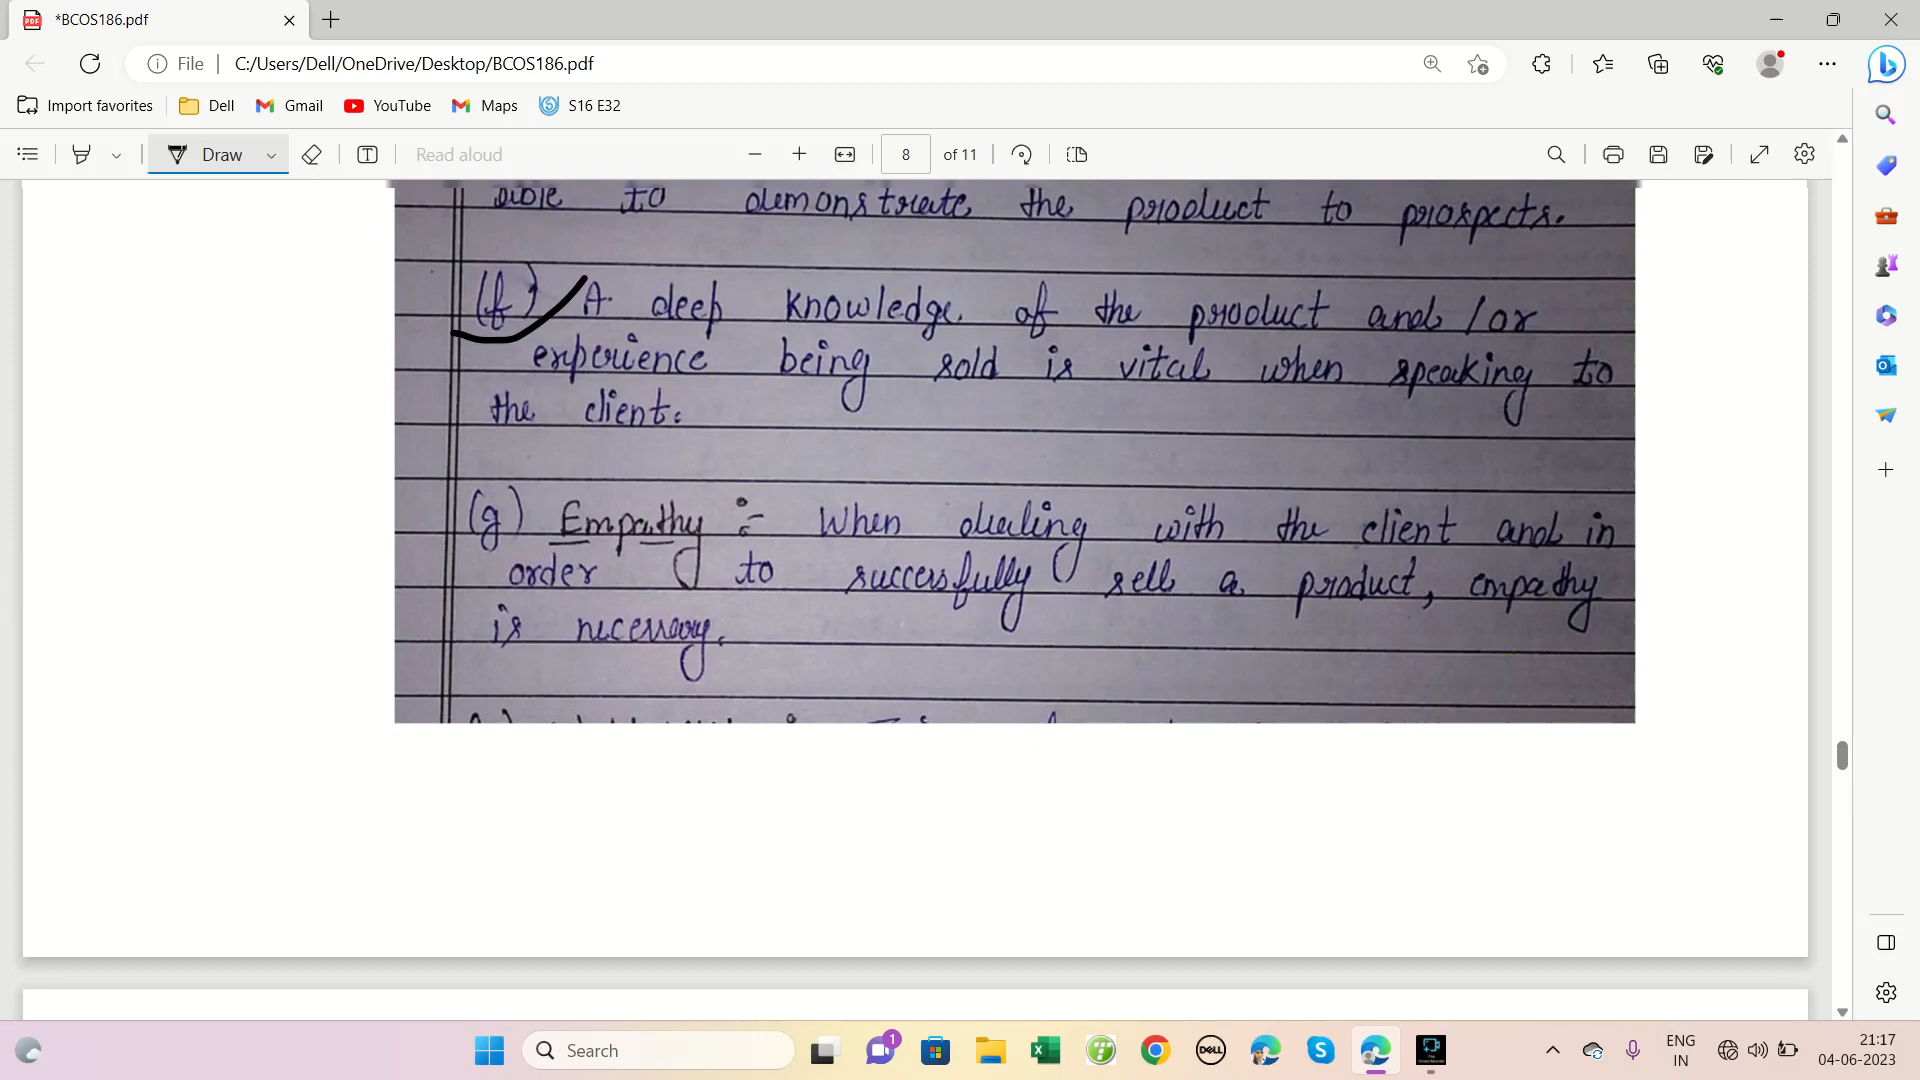 *BCOS186.pdf
File C:/Users/Dell/OneDrive/Desktop/BCOS186.pdf
Import favorites Dell Gmail YouTube Maps S16 E32
Draw Read aloud 8 of 11
to demonstrate the product to prospects.
(f) A deep knowledge of the product and / or
experience being sold is vital when speaking to
the client.
(g) Empathy :- When dealing with the client and in
order to successfully sell a product, empathy
is necessary.
Search
1
DELL
ENG
IN
21:17
04-06-2023